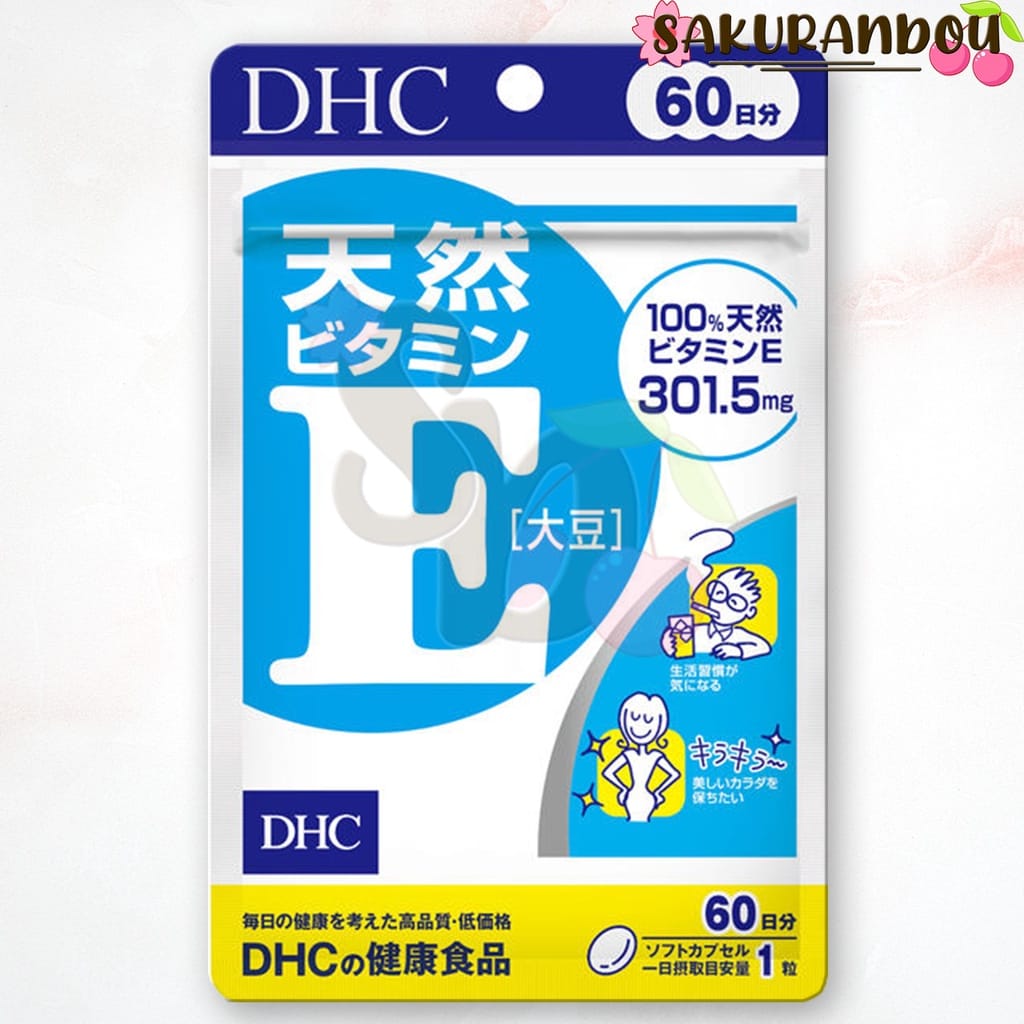 SAKURANBOU
DHC
60日分
天然
ビタミン
E
[大豆]
100%天然
ビタミンE
301.5mg
生活習慣が
気になる
キラキラ〜
美しいカラダを
保ちたい
DHC
毎日の健康を考えた高品質・低価格
DHCの健康食品
60日分
ソフトカプセル
一日摂取目安量 1粒